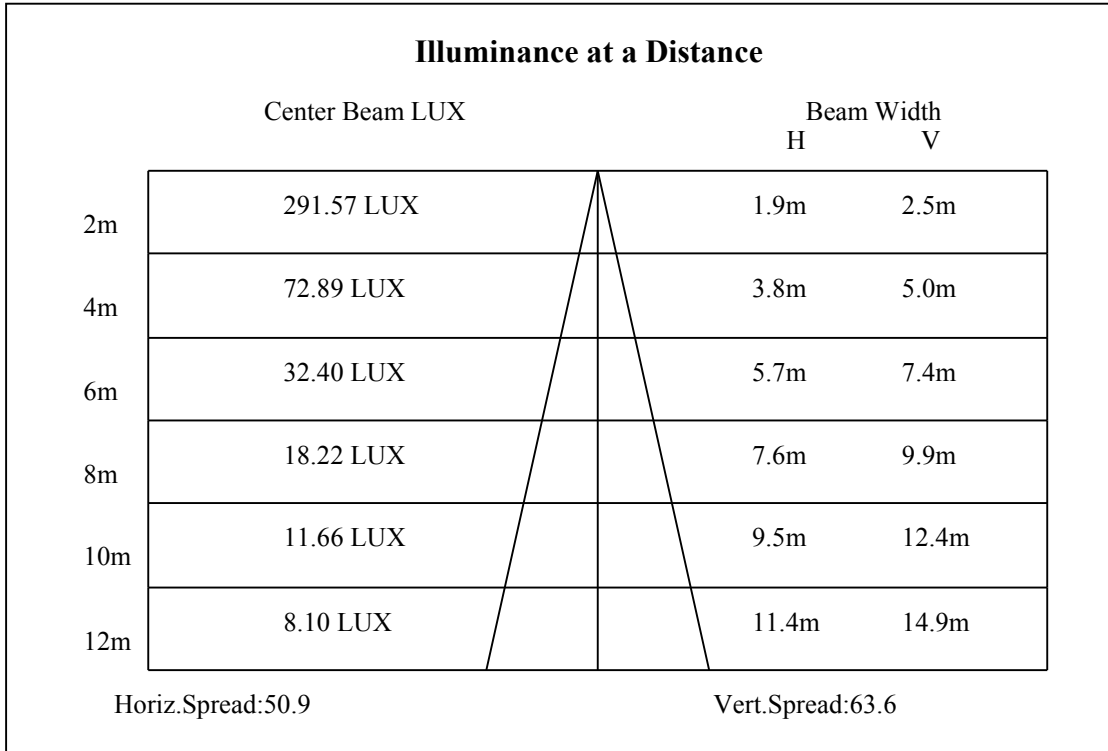 Illuminance at a Distance
Center Beam LUX Beam Width
H V
2m 291.57 LUX 1.9m 2.5m
4m 72.89 LUX 3.8m 5.0m
6m 32.40 LUX 5.7m 7.4m
8m 18.22 LUX 7.6m 9.9m
10m 11.66 LUX 9.5m 12.4m
12m 8.10 LUX 11.4m 14.9m
Horiz.Spread:50.9 Vert.Spread:63.6